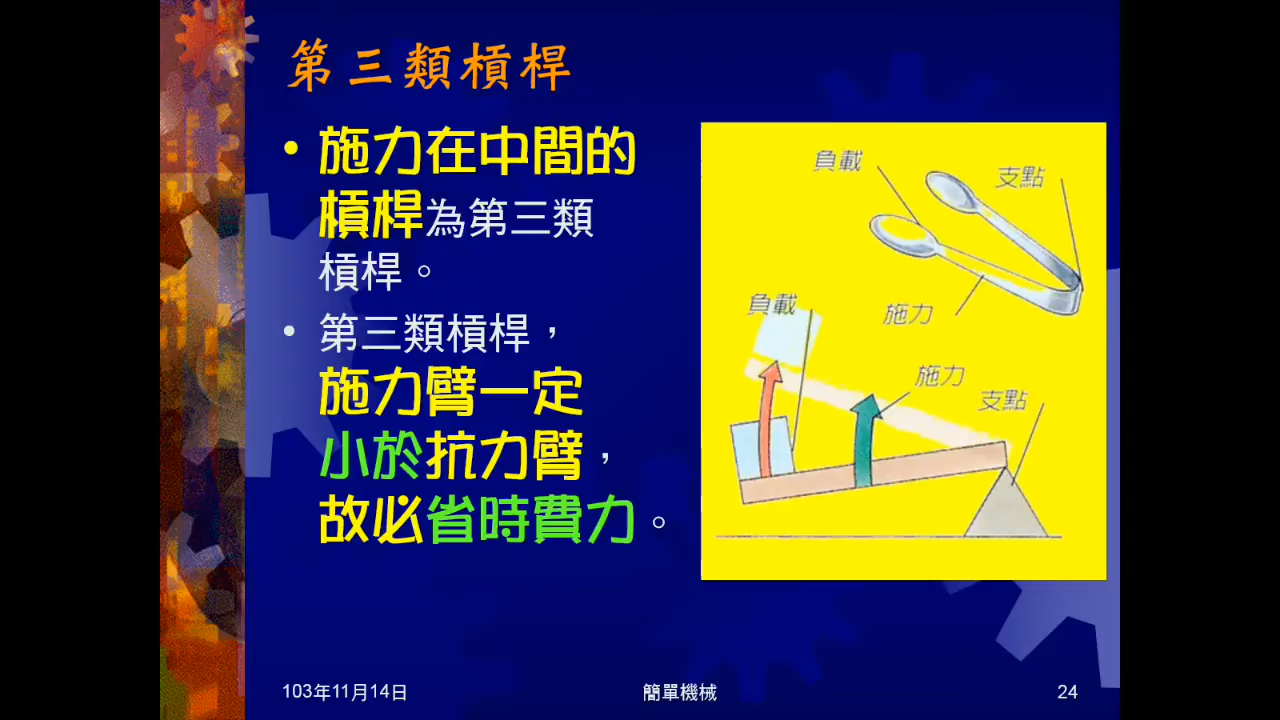 第三類槓桿
• 施力在中間的
槓桿為第三類
槓桿。
• 第三類槓桿，
施力臂一定
小於抗力臂，
故必省時費力。
負載
支點
施力
負載
施力
支點
103年11月14日
簡單機械
24